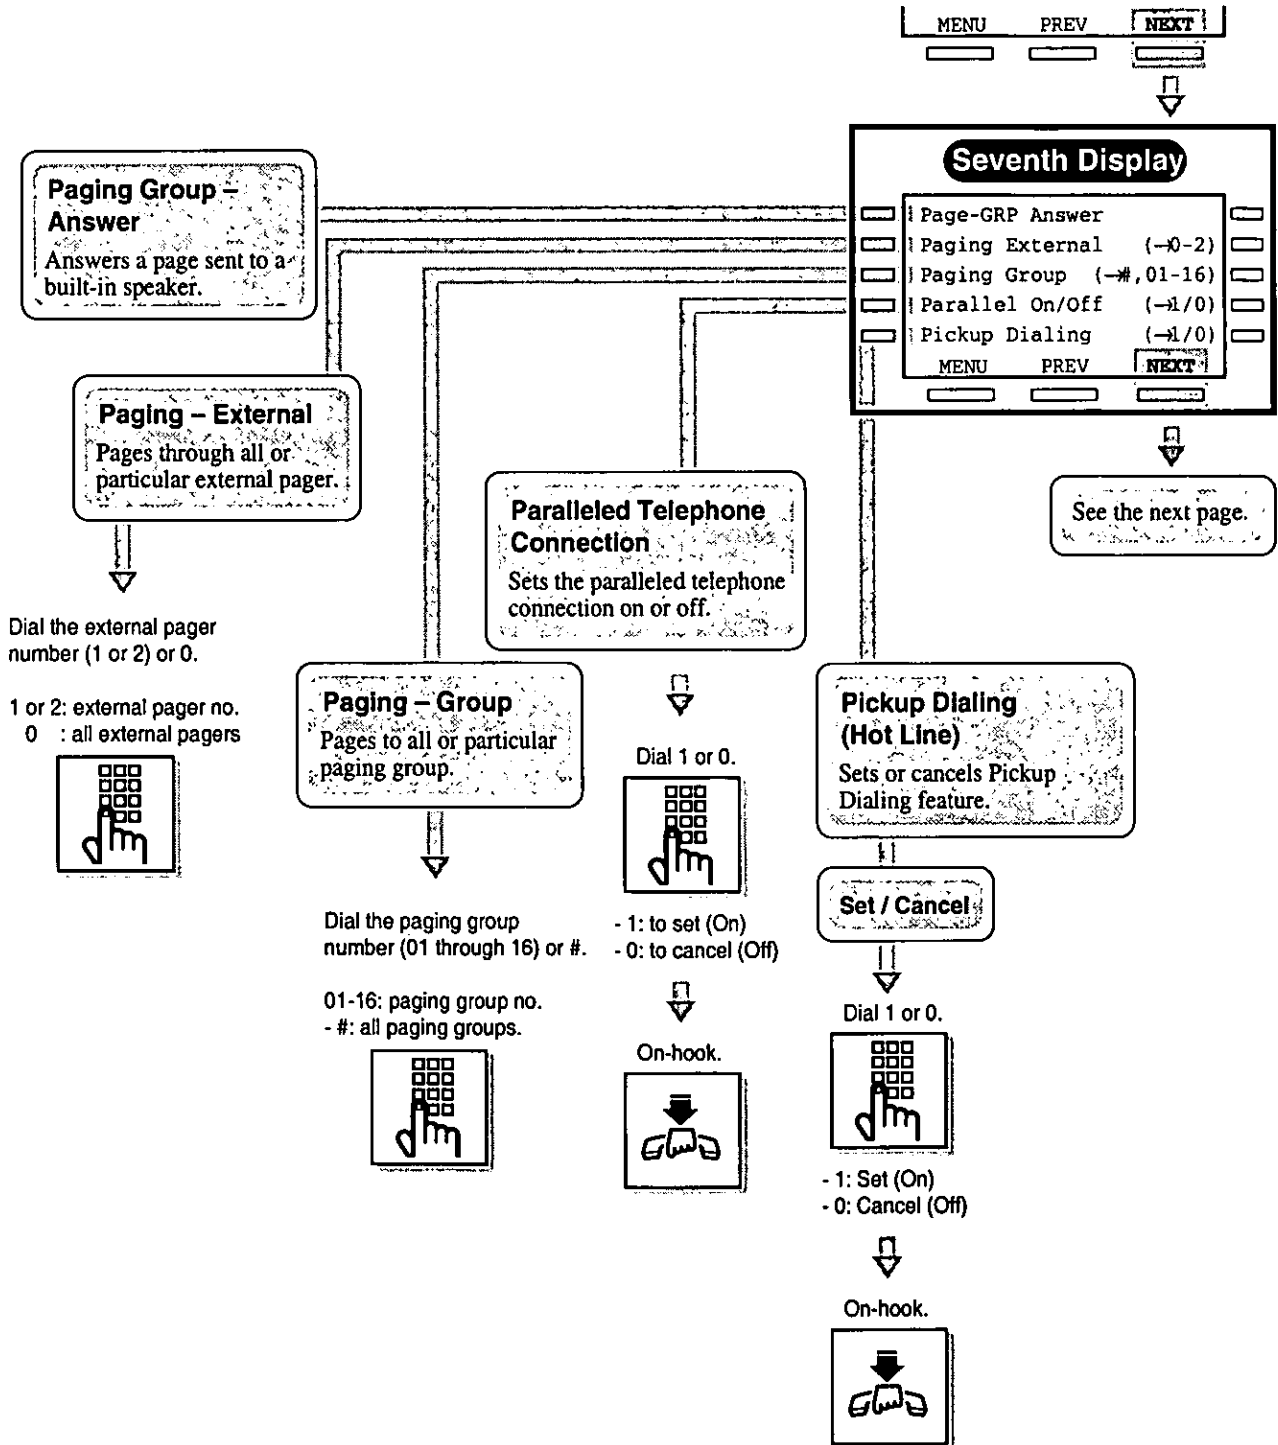 MENU PREV NEXT
Seventh Display
Page-GRP Answer
Paging External (→0-2)
Paging Group (→#,01-16)
Parallel On/Off (→1/0)
Pickup Dialing (→1/0)
MENU PREV NEXT
See the next page.
Paging Group –
Answer
Answers a page sent to a
built-in speaker.
Paging – External
Pages through all or
particular external pager.
Dial the external pager
number (1 or 2) or 0.
1 or 2: external pager no.
0 : all external pagers
Paging – Group
Pages to all or particular
paging group.
Dial the paging group
number (01 through 16) or #.
01-16: paging group no.
- #: all paging groups.
Paralleled Telephone
Connection
Sets the paralleled telephone
connection on or off.
Dial 1 or 0.
- 1: to set (On)
- 0: to cancel (Off)
On-hook.
Pickup Dialing
(Hot Line)
Sets or cancels Pickup
Dialing feature.
Set / Cancel
Dial 1 or 0.
- 1: Set (On)
- 0: Cancel (Off)
On-hook.